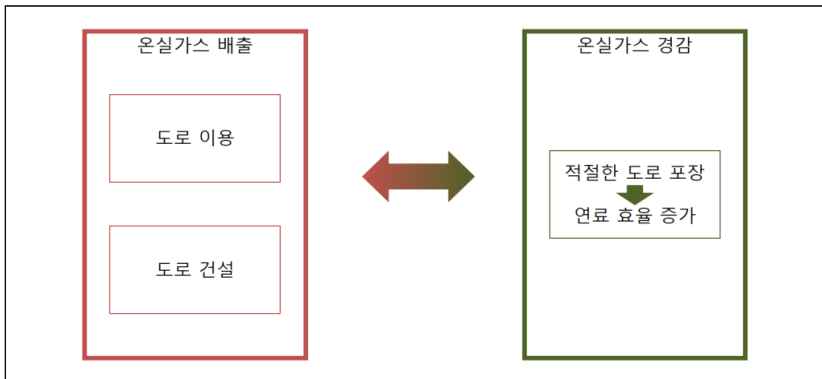 온실가스 배출
도로 이용
도로 건설
온실가스 경감
적절한 도로 포장
연료 효율 증가